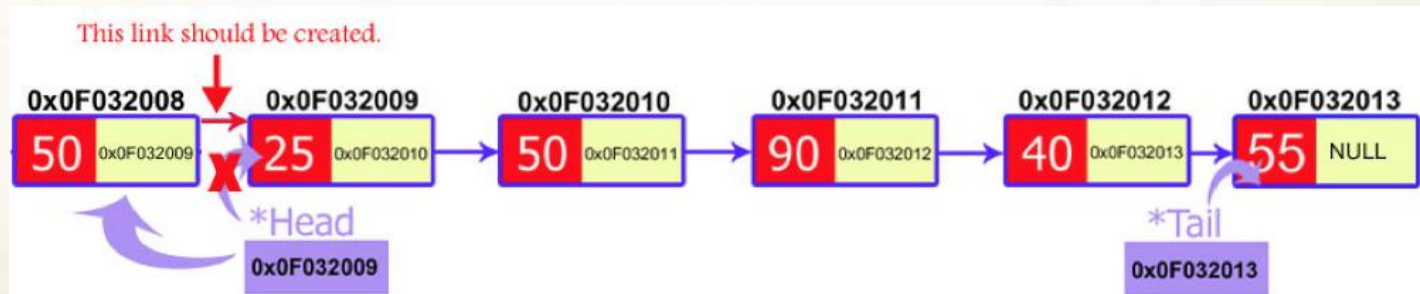 This link should be created.
0x0F032008 0x0F032009 0x0F032010 0x0F032011 0x0F032012 0x0F032013
50 0x0F032009 25 0x0F032010 50 0x0F032011 90 0x0F032012 40 0x0F032013 55 NULL
X
*Head *Tail
0x0F032009 0x0F032013